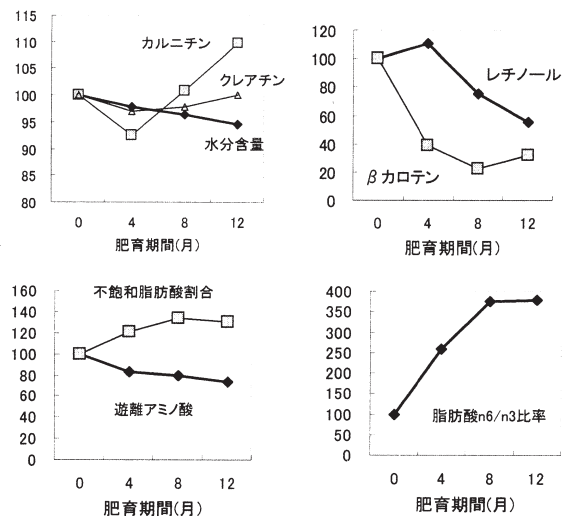 115
110
105
100
95
90
85
80
カルニチン
クレアチン
水分含量
0 4 8 12
肥育期間(月)
120
100
80
60
40
20
0
レチノール
βカロテン
0 4 8 12
肥育期間(月)
160
140
120
100
80
60
40
20
0
不飽和脂肪酸割合
遊離アミノ酸
0 4 8 12
肥育期間(月)
400
350
300
250
200
150
100
50
0
脂肪酸n6/n3比率
0 4 8 12
肥育期間(月)